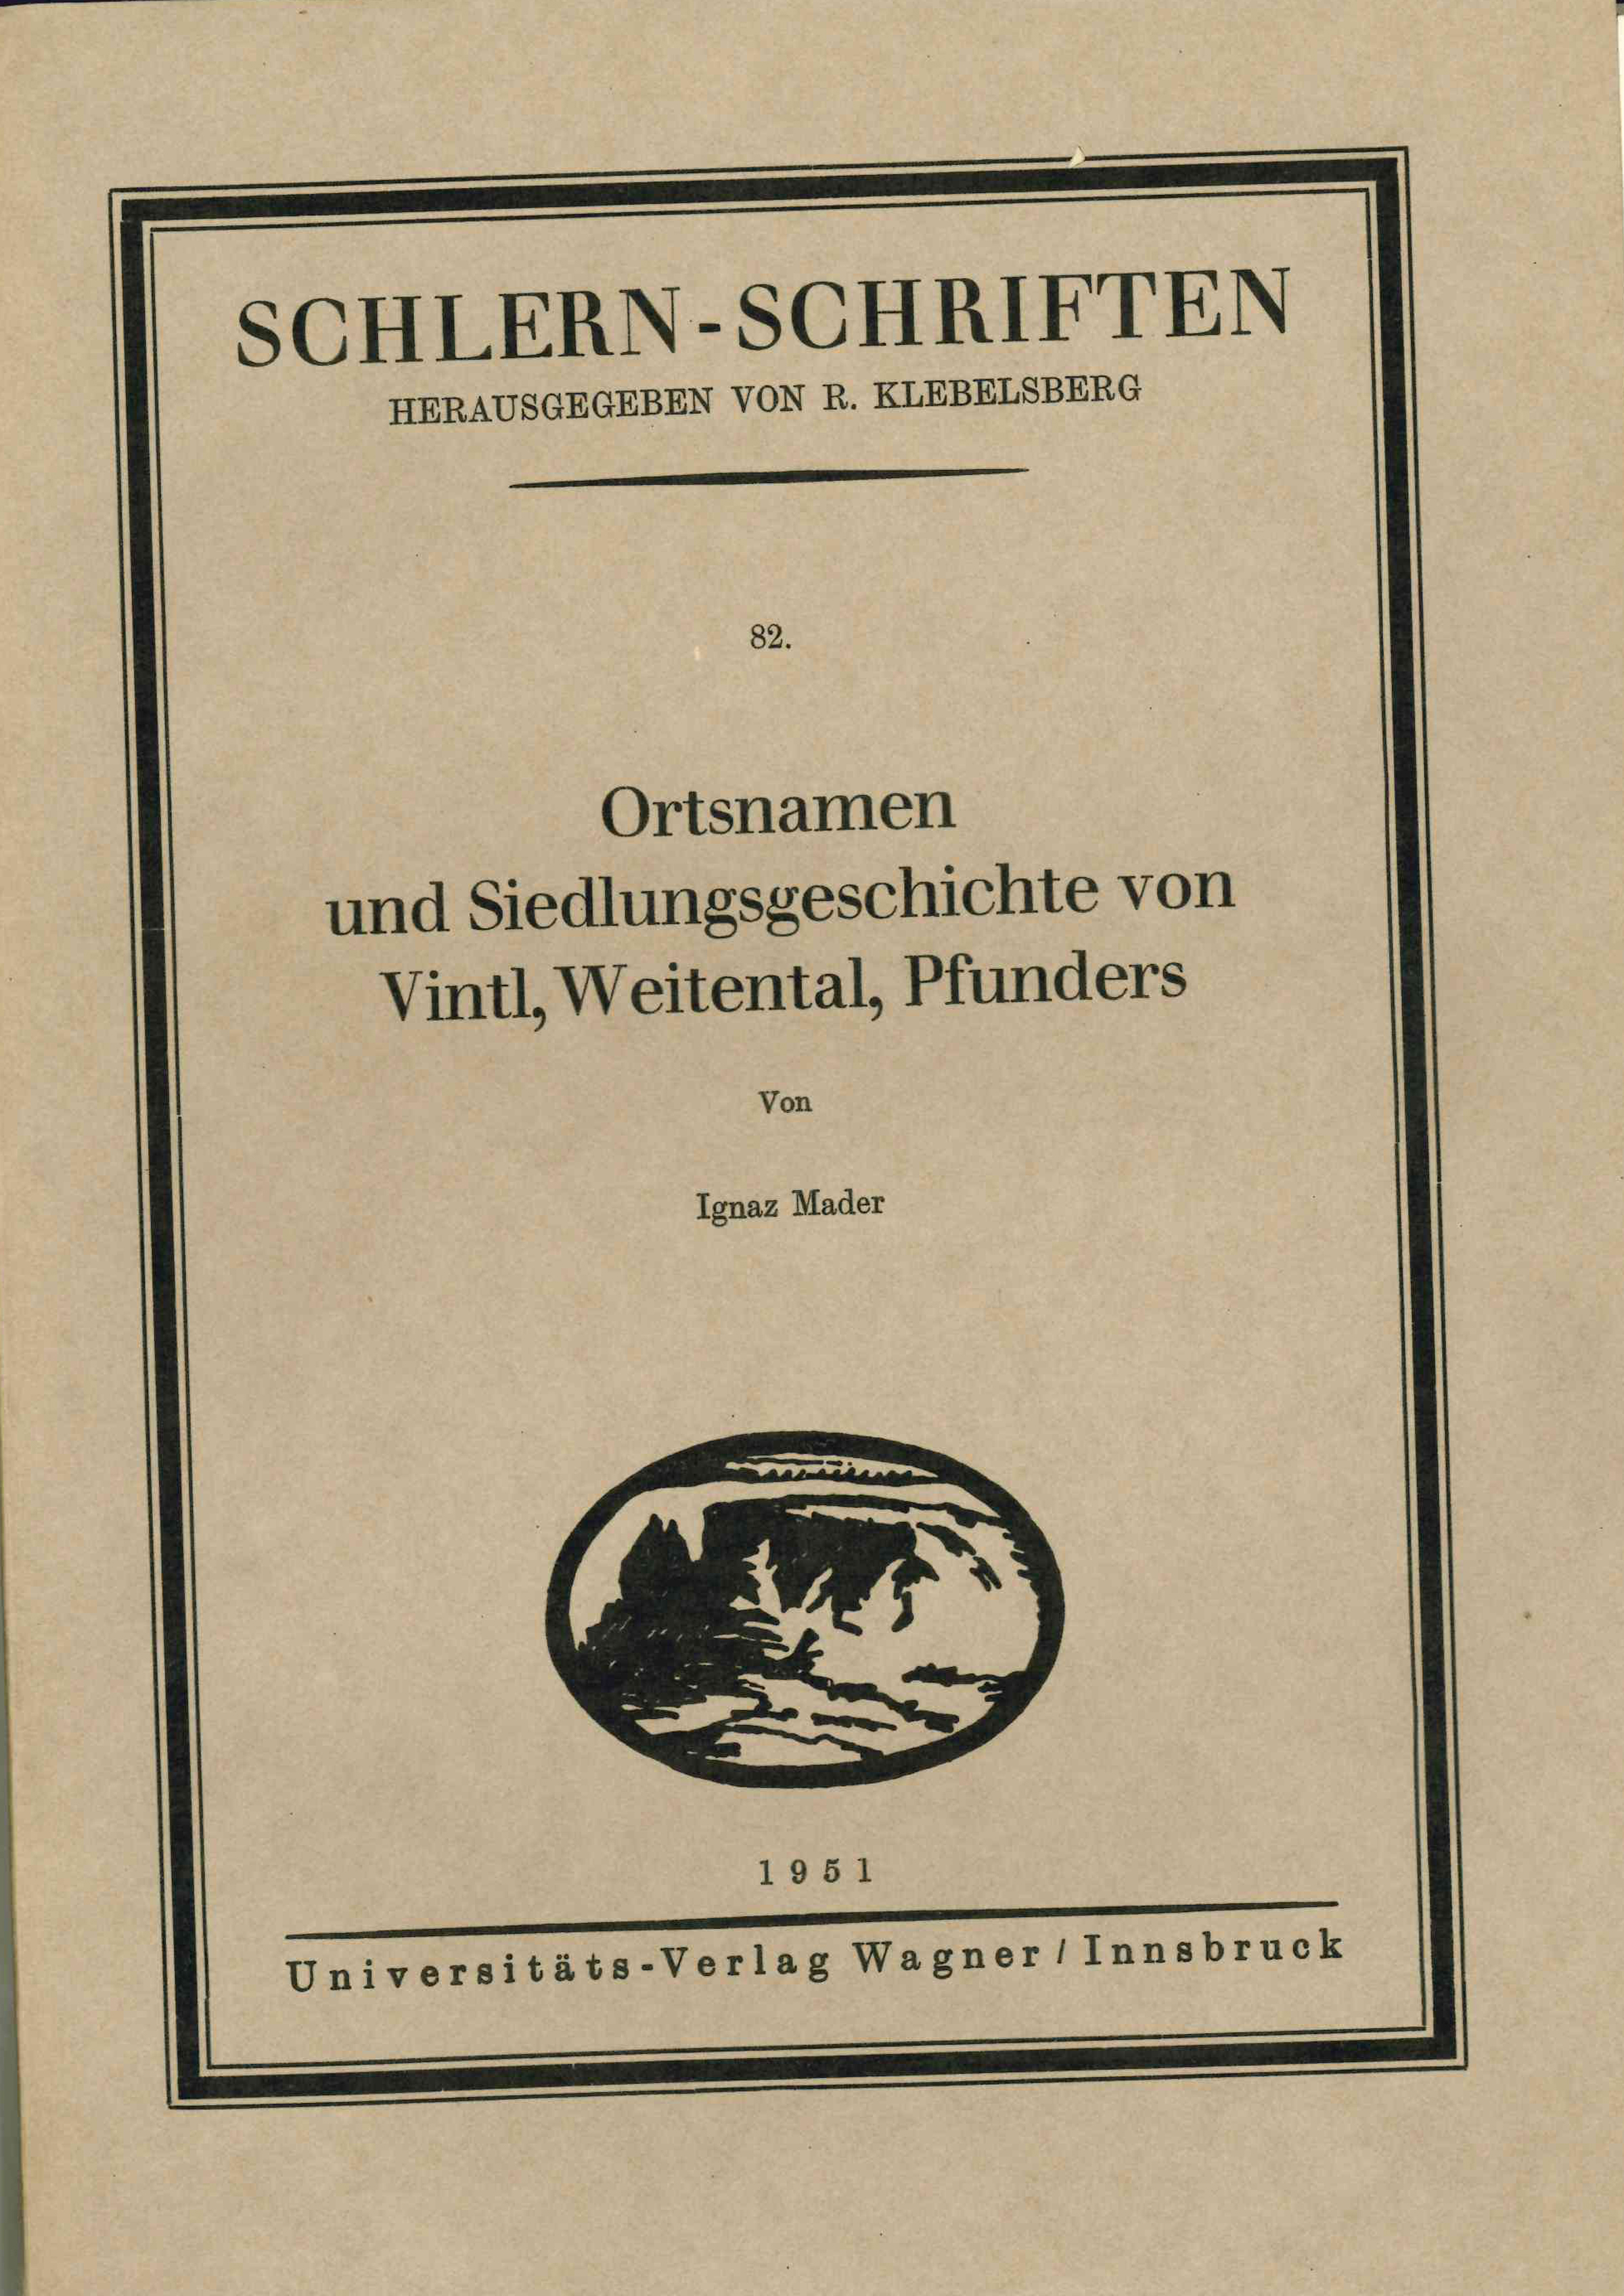 SCHLERN-SCHRIFTEN
HERAUSGEGEBEN VON R. KLEBELSBERG
82.
Ortsnamen
und Siedlungsgeschichte von
Vintl, Weitental, Pfunders
Von
Ignaz Mader
1951
Universitäts-Verlag Wagner / Innsbruck